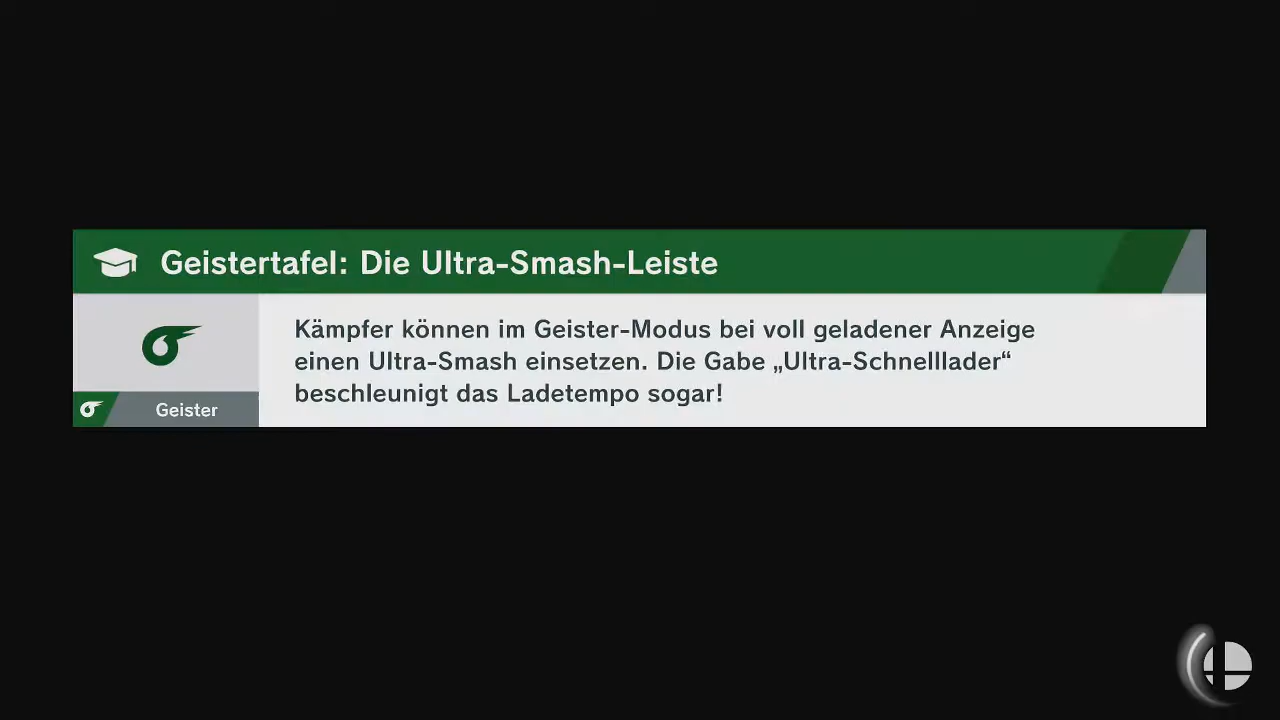 Geistertafel: Die Ultra-Smash-Leiste
Kämpfer können im Geister-Modus bei voll geladener Anzeige
einen Ultra-Smash einsetzen. Die Gabe „Ultra-Schnelllader“
beschleunigt das Ladetempo sogar!
Geister